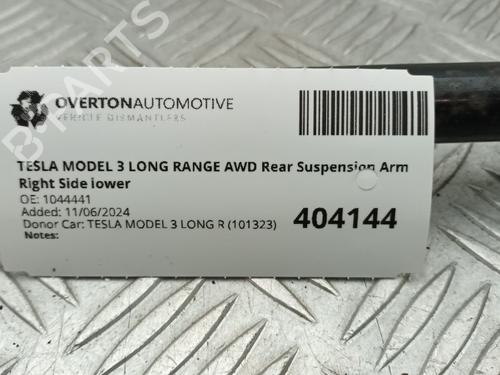 B-PARTS
OVERTONAUTOMOTIVE
VEHICLE DISMANTLERS
TESLA MODEL 3 LONG RANGE AWD Rear Suspension Arm
Right Side lower
OE: 1044441
Added: 11/06/2024
Donor Car: TESLA MODEL 3 LONG R (101323)
Notes:
404144